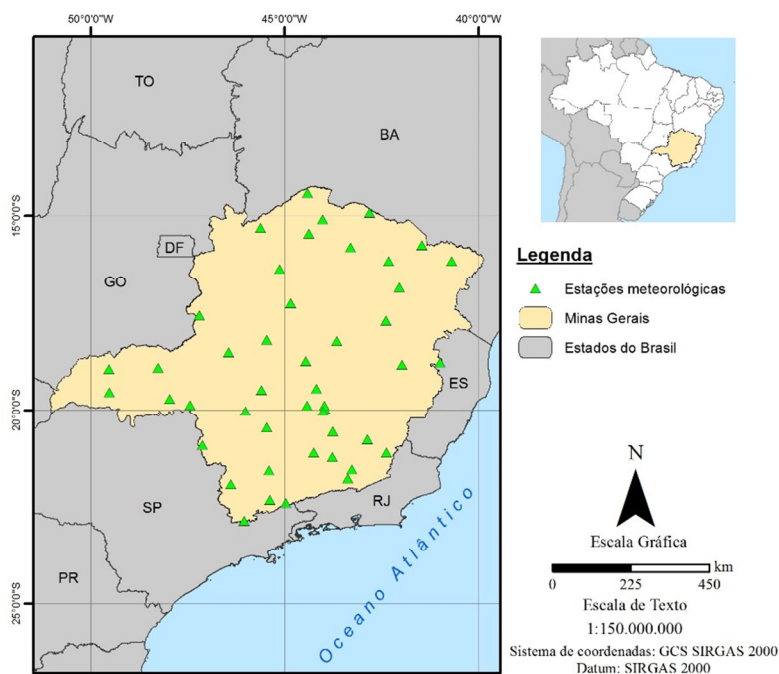 50°0'0"W
45°0'0"W
40°0'0"W
TO
BA
15°0'0"S
DF
GO
ES
20°0'0"S
SP
RJ
PR
25°0'0"S
Oceano Atlântico
Legenda
Estações meteorológicas
Minas Gerais
Estados do Brasil
N
Escala Gráfica
km
0 225 450
Escala de Texto
1:150.000.000
Sistema de coordenadas: GCS SIRGAS 2000
Datum: SIRGAS 2000